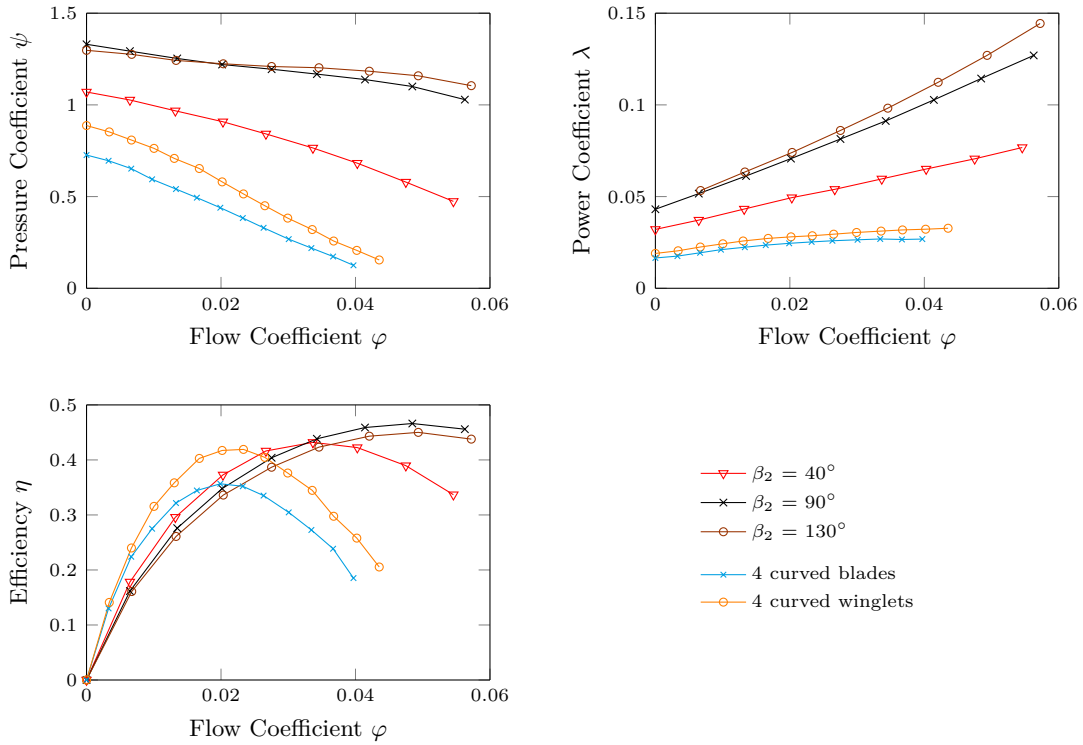 1.5
1
0.5
0
0
0.02
0.04
0.06
Pressure Coefficient ψ
Flow Coefficient φ
0.15
0.1
0.05
0
0
0.02
0.04
0.06
Power Coefficient λ
Flow Coefficient φ
0.5
0.4
0.3
0.2
0.1
0
0
0.02
0.04
0.06
Efficiency η
Flow Coefficient φ
β₂ = 40°
β₂ = 90°
β₂ = 130°
4 curved blades
4 curved winglets